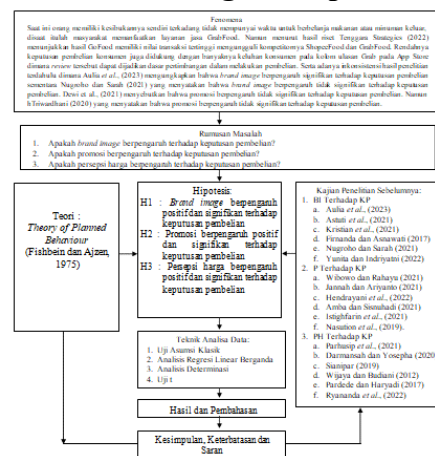 Fenomena
Saat ini orang memiliki kesibukannya sendiri terkadang tidak mempunyai waktu untuk berbelanja makanan atau minuman keluar,
disaat itulah masyarakat memanfaatkan layanan jasa GrabFood. Namun menurut hasil riset Tenggara Strategics (2022)
menunjukkan hasil GoFood memiliki nilai transaksi tertinggi mengungguli kompetitornya ShopeeFood dan GrabFood. Rendahnya
keputusan pembelian konsumen juga didukung dengan banyaknya keluhan konsumen pada kolom ulasan Grab pada App Store
dimana review tersebut dapat dijadikan dasar pertimbangan dalam melakukan pembelian. Serta adanya inkonsistensi hasil penelitian
terdahulu dimana Aulia et al., (2023) mengungkapkan bahwa brand image berpengaruh signifikan terhadap keputusan pembelian
sementara Nugroho dan Sarah (2021) yang menyatakan bahwa brand image berpengaruh tidak signifikan terhadap keputusan
pembelian. Dewi et al., (2021) menyebutkan bahwa promosi berpengaruh signifikan terhadap keputusan pembelian. Namun
hTriwardhani (2020) yang menyatakan bahwa promosi berpengaruh tidak signifikan terhadap keputusan pembelian.
Rumusan Masalah
1. Apakah brand image berpengaruh terhadap keputusan pembelian?
2. Apakah promosi berpengaruh terhadap keputusan pembelian?
3. Apakah persepsi harga berpengaruh terhadap keputusan pembelian?
Teori :
Theory of Planned
Behaviour
(Fishbein dan Ajzen,
1975)
Hipotesis:
H1 : Brand image berpengaruh
positif dan signifikan terhadap
keputusan pembelian
H2 : Promosi berpengaruh positif
dan signifikan terhadap
keputusan pembelian
H3 : Persepsi harga berpengaruh
positif dan signifikan terhadap
keputusan pembelian
Kajian Penelitian Sebelumnya:
1. BI Terhadap KP
a. Aulia et al., (2023)
b. Astuti et al., (2021)
c. Kristian et al., (2021)
d. Firnanda dan Asnawati (2017)
e. Nugroho dan Sarah (2021)
f. Yunita dan Indriyatni (2022)
2. P Terhadap KP
a. Wibowo dan Rahayu (2021)
b. Jannah dan Ariyanto (2021)
c. Hendrayani et al., (2022)
d. Amba dan Sisnuhadi (2021)
e. Istighfarin et al., (2021)
f. Nasution et al., (2019).
3. PH Terhadap KP
a. Parhusip et al., (2021)
b. Darmansah dan Yosepha (2020
c. Sianipar (2019)
d. Wijaya dan Budiani (2012)
e. Pardede dan Haryadi (2017)
f. Ryananda et al., (2022)
Teknik Analisa Data:
1. Uji Asumsi Klasik
2. Analisis Regresi Linear Berganda
3. Analisis Determinasi
4. Uji t
Hasil dan Pembahasan
Kesimpulan, Keterbatasan dan
Saran